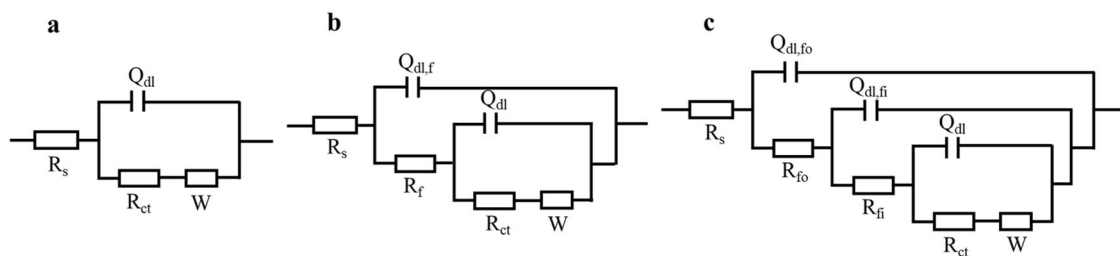 a
Q_dl
R_s
R_ct
W
b
Q_dl,f
Q_dl
R_s
R_f
R_ct
W
c
Q_dl,fo
Q_dl,fi
R_s
Q_dl
R_fo
R_fi
R_ct
W